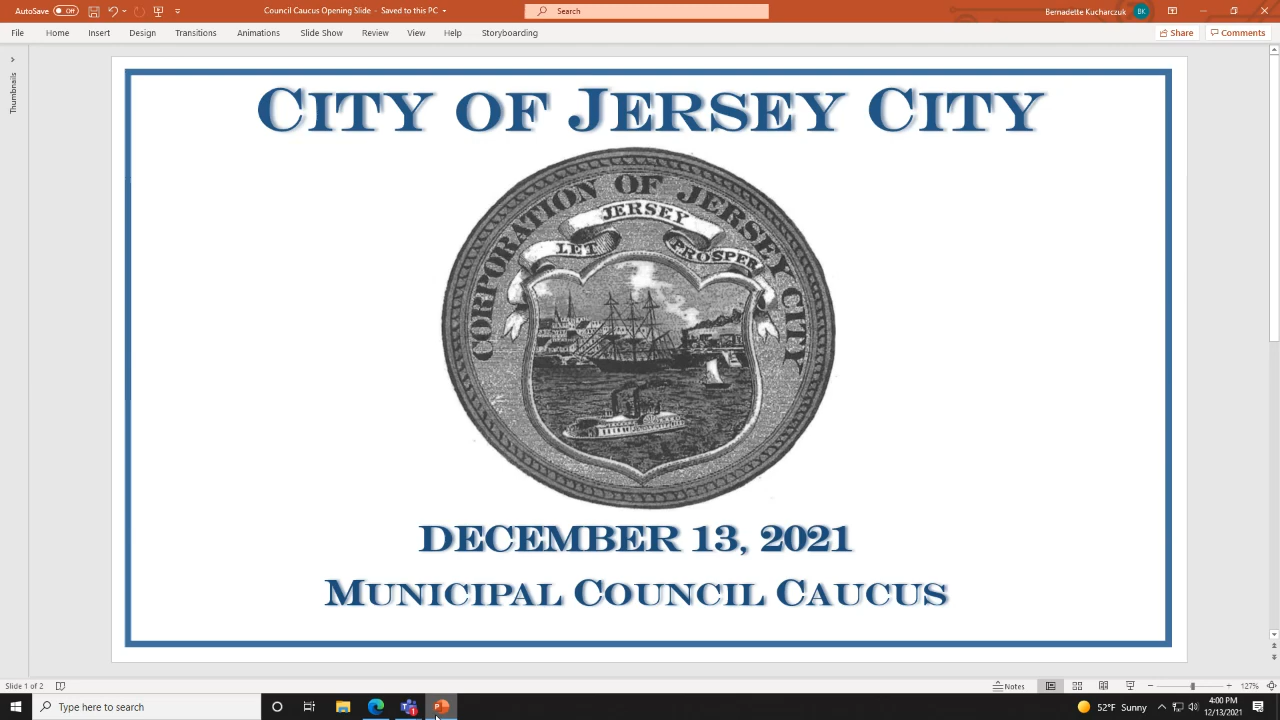 AutoSave Off Council Caucus Opening Slide - Saved to this PC Search Bernadette Kucharczuk BK
File Home Insert Design Transitions Animations Slide Show Review View Help Storyboarding Share Comments
Thumbnails
CITY OF JERSEY CITY
CORPORATION OF JERSEY CITY
LET JERSEY PROSPER
DECEMBER 13, 2021
MUNICIPAL COUNCIL CAUCUS
Slide 1 of 2 Notes 127%
Type here to search 52°F Sunny 4:00 PM
12/13/2021